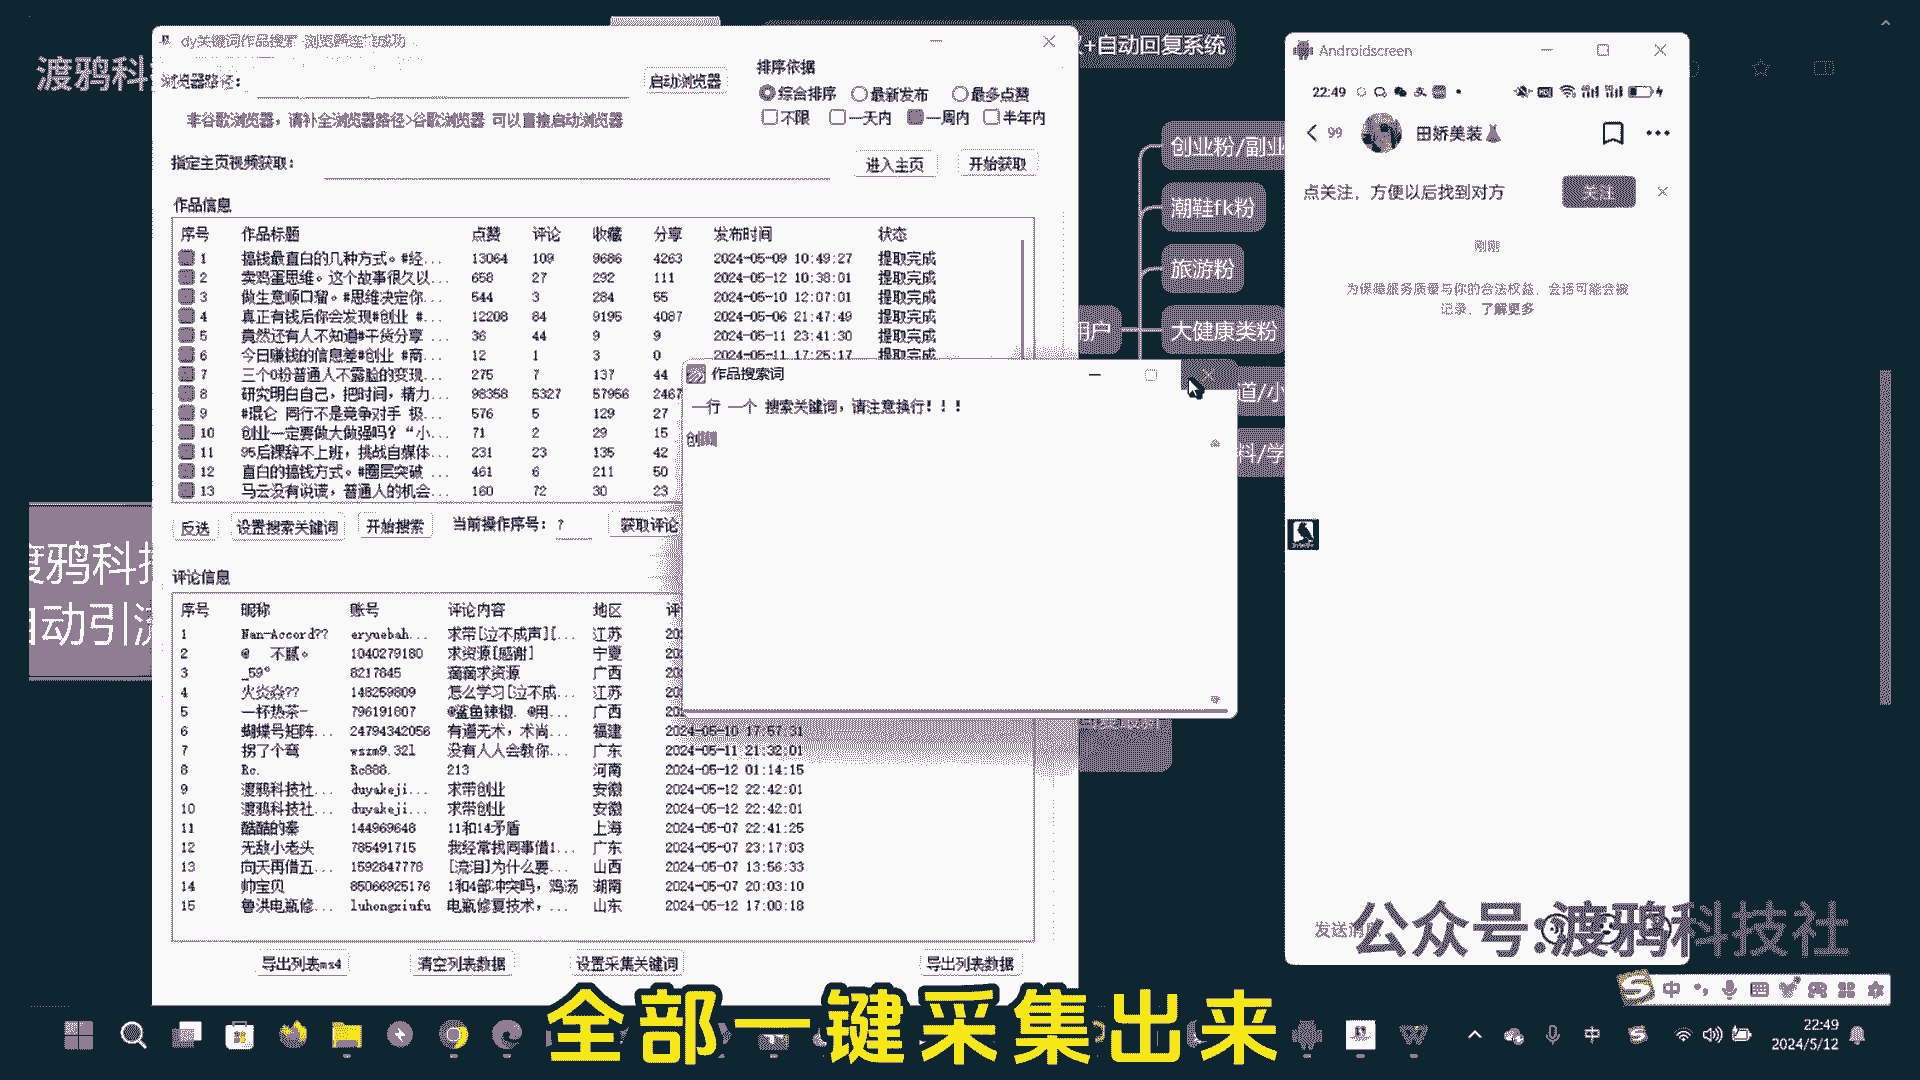 渡鸦科
dy关键词作品搜索-浏览器连接成功
浏览器路径：
启动浏览器
非谷歌浏览器，请补全浏览器路径>谷歌浏览器 可以直接启动浏览器
排序依据
综合排序 最新发布 最多点赞
不限 一天内 一周内 半年内
指定主页视频获取：
进入主页 开始获取
作品信息
序号 作品标题 点赞 评论 收藏 分享 发布时间 状态
1 搞钱最直白的几种方式。#经... 13064 109 9686 4263 2024-05-09 10:49:27 提取完成
2 卖鸡蛋思维。这个故事很久以... 658 27 292 111 2024-05-12 10:38:01 提取完成
3 做生意顺口溜。#思维决定你... 544 3 284 55 2024-05-10 12:07:01 提取完成
4 真正有钱后你会发现#创业 #... 12208 84 9195 4087 2024-05-06 21:47:49 提取完成
5 竟然还有人不知道#干货分享 ... 36 44 9 9 2024-05-11 23:41:30 提取完成
6 今日赚钱的信息差#创业 #商... 12 1 3 0 2024-05-11 17:25:17 提取完成
7 三个0粉普通人不露脸的变现... 275 7 137 44
8 研究明白自己，把时间，精力... 98358 5327 57956 2467
9 #混沌 同行不是竞争对手 极... 576 5 129 27
10 创业一定要做大做强吗？“小... 71 2 29 15
11 95后裸辞不上班，挑战自媒体... 231 23 135 42
12 直白的搞钱方式。#圈层突破 ... 461 6 211 50
13 马云没有说谎，普通人的机会... 160 72 30 23
反选 设置搜索关键词 开始搜索 当前操作序号： ? 获取评论
评论信息
序号 昵称 账号 评论内容 地区 评
1 Nan-Accord?? eryuebah... 求带[泣不成声][... 江苏 202
2 @ 不腻。 1040279180 求资源[感谢] 宁夏 202
3 _59° 8217845 滴滴求资源 广西 202
4 火炎焱?? 148259809 怎么学习[泣不成... 江苏 202
5 一杯热茶- 796191807 @鲨鱼辣椒. @用... 广西 202
6 蝴蝶号矩阵... 24794342056 有道无术，术尚... 福建 2024-05-10 17:57:31
7 拐了个弯 wszm9.321 没有人会教你... 广东 2024-05-11 21:32:01
8 Rc. Rc888. 213 河南 2024-05-12 01:14:15
9 渡鸦科技社... duyakeji... 求带创业 安徽 2024-05-12 22:42:01
10 渡鸦科技社... duyakeji... 求带创业 安徽 2024-05-12 22:42:01
11 酷酷的秦 144969648 11和14矛盾 上海 2024-05-07 22:41:25
12 无敌小老头 785491715 我经常找同事借1... 广东 2024-05-07 23:17:03
13 向天再借五... 1592847778 [流泪]为什么要... 山西 2024-05-07 13:56:33
14 帅宝贝 85066925176 1和4部冲突吗，鸡汤 湖南 2024-05-07 20:03:10
15 鲁洪电瓶修... luhongxiufu 电瓶修复技术，... 山东 2024-05-12 17:00:18
导出列表ms4 清空列表数据 设置采集关键词 导出列表数据
作品搜索词
一行 一个 搜索关键词，请注意换行！！！
+自动回复系统
创业粉/副业
潮鞋fk粉
旅游粉
用户
大健康类粉
道/小
料/学
渡鸦科技
自动引流
Androidscreen
22:49
99 田娇美装
点关注，方便以后找到对方 关注
刚刚
为保障服务质量与你的合法权益，会话可能会被
记录，了解更多
发送消息
公众号:渡鸦科技社
全部一键采集出来
中
中
22:49
2024/5/12